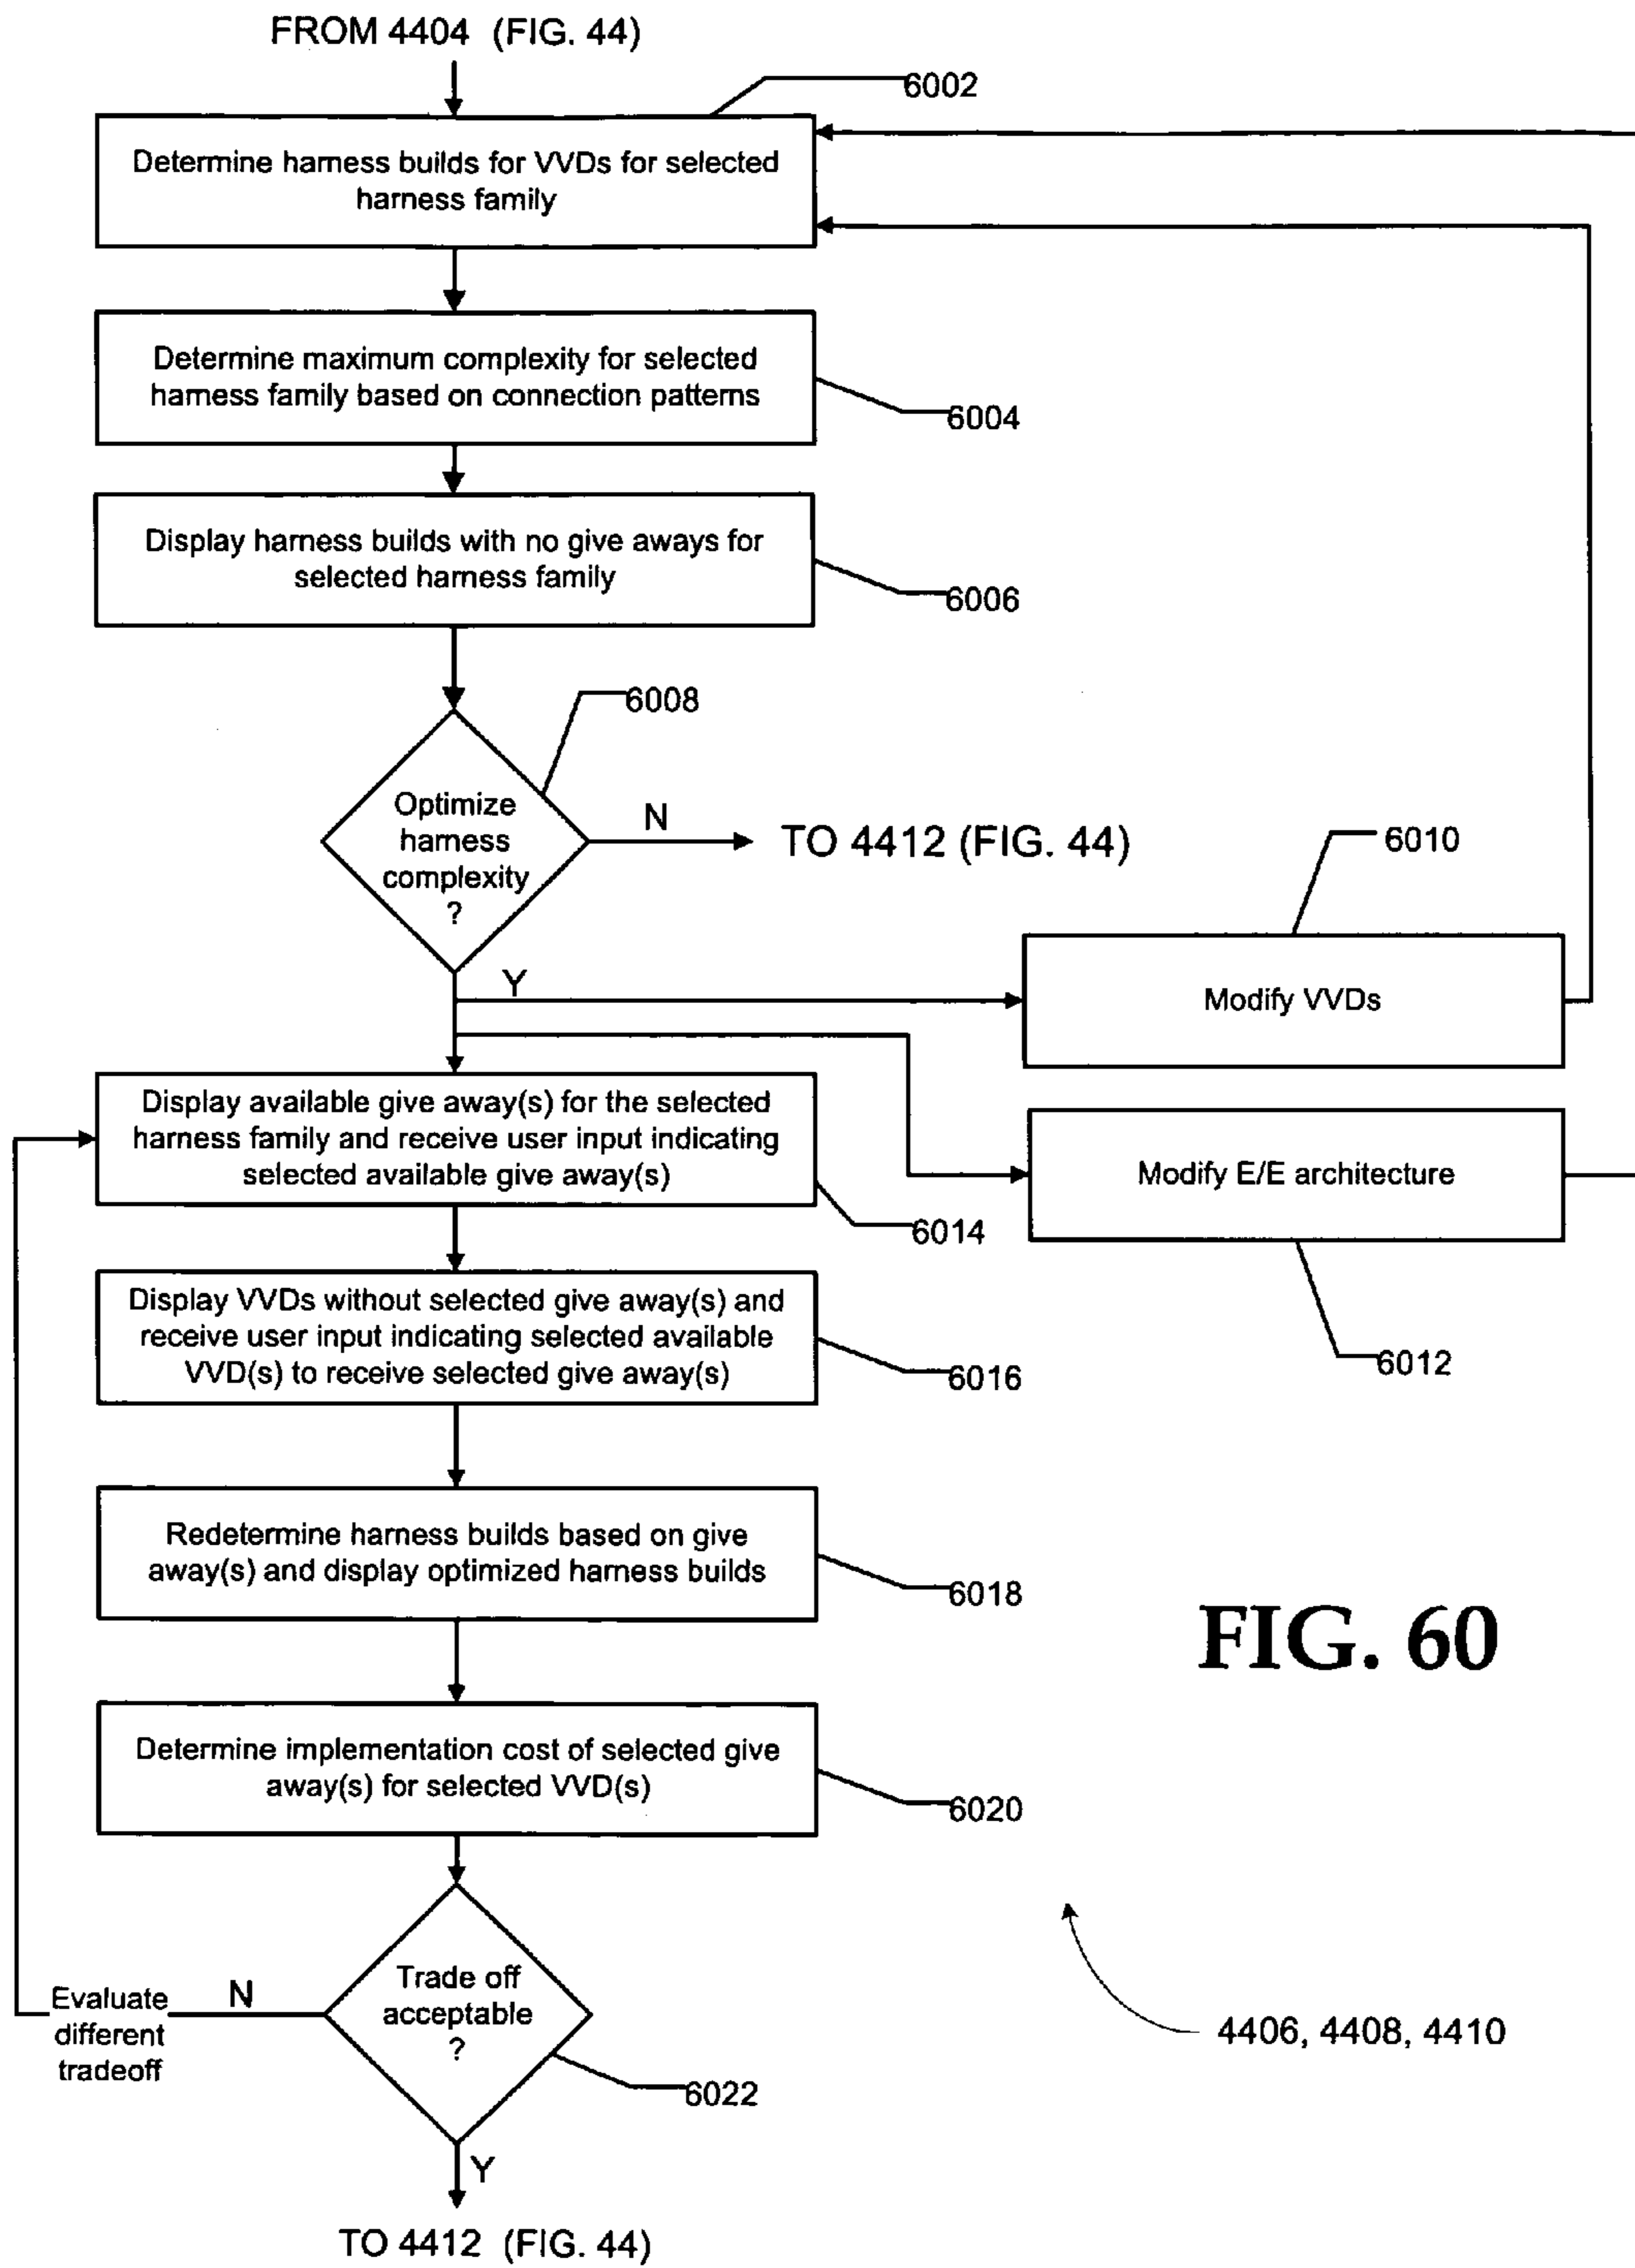 FROM 4404 (FIG. 44)
6002
Determine harness builds for VVDs for selected
harness family
Determine maximum complexity for selected
harness family based on connection patterns
6004
Display harness builds with no give aways for
selected harness family
6006
6008
Optimize
harness
complexity
?
N
TO 4412 (FIG. 44)
6010
Y
Modify VVDs
Display available give away(s) for the selected
harness family and receive user input indicating
selected available give away(s)
6014
Modify E/E architecture
6012
Display VVDs without selected give away(s) and
receive user input indicating selected available
VVD(s) to receive selected give away(s)
6016
Redetermine harness builds based on give
away(s) and display optimized harness builds
6018
FIG. 60
Determine implementation cost of selected give
away(s) for selected VVD(s)
6020
Trade off
acceptable
?
N
Evaluate
different
tradeoff
6022
4406, 4408, 4410
Y
TO 4412 (FIG. 44)